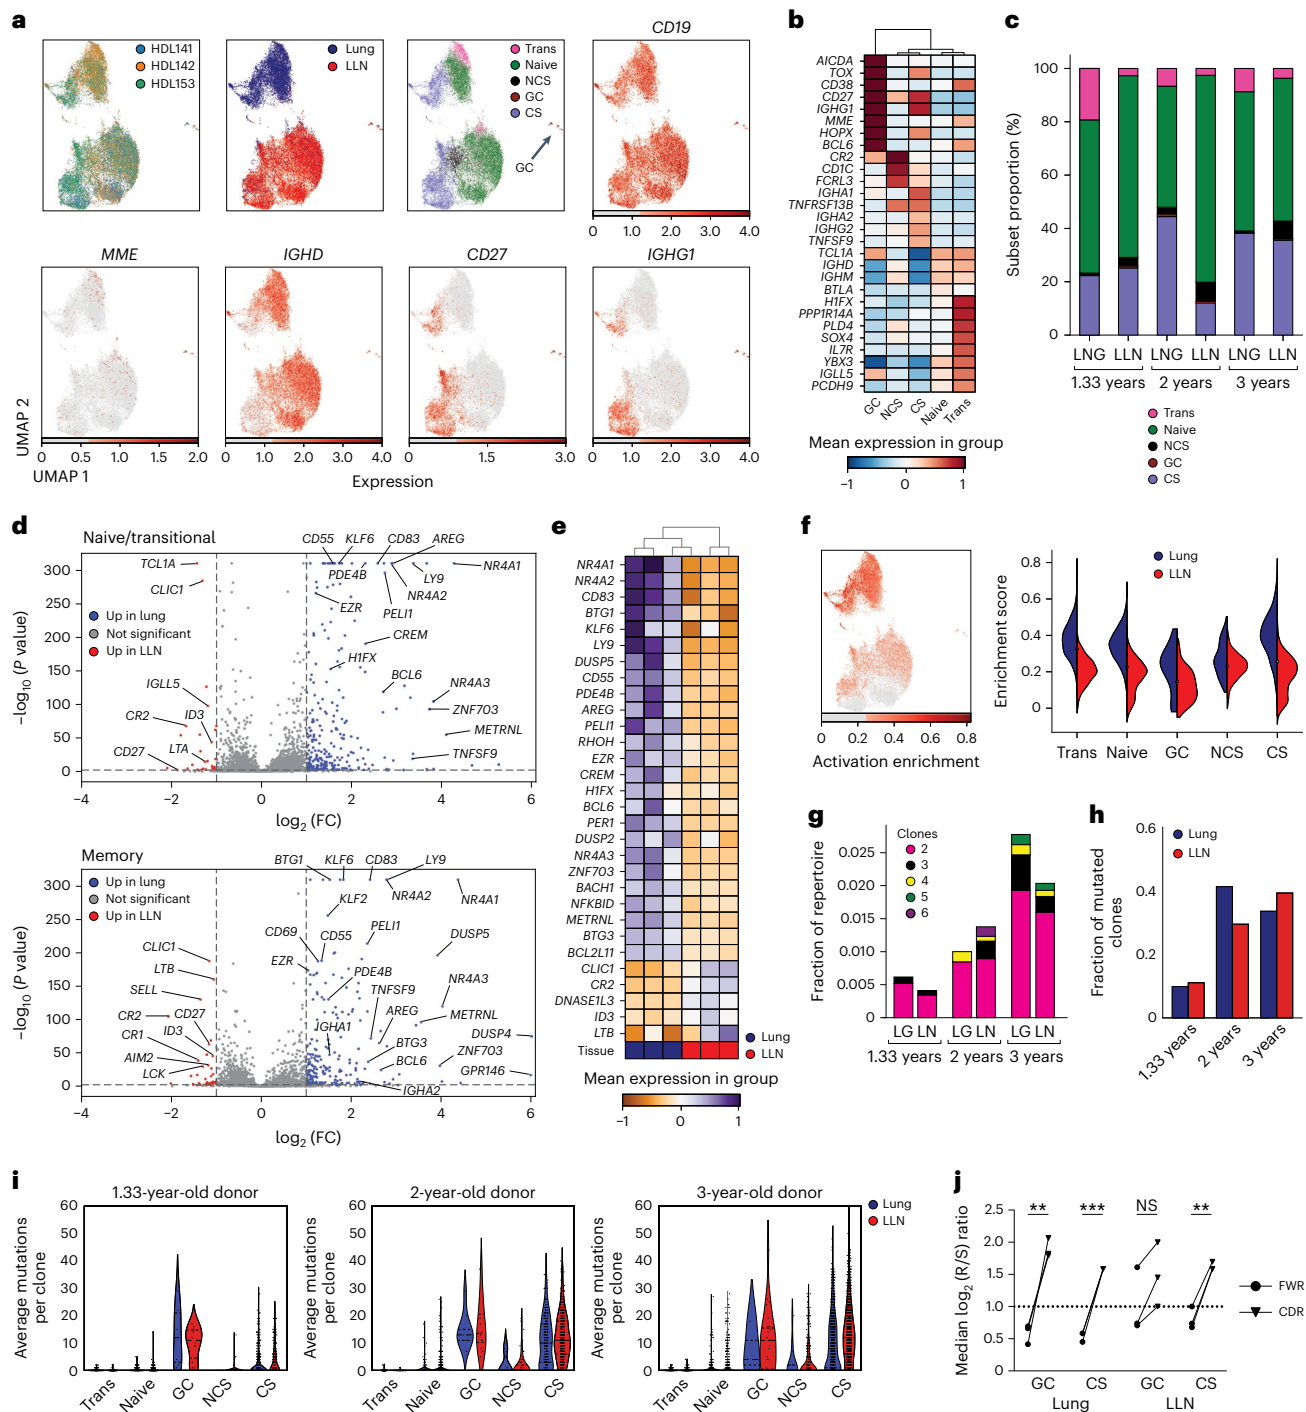 a
HDL141
HDL142
HDL153
Lung
LLN
Trans
Naive
NCS
GC
CS
GC
CD19
0 1.0 2.0 3.0 4.0
MME
0 0.5 1.0 1.5 2.0
IGHD
0 1.0 2.0 3.0 4.0
CD27
0 1.5 3.0
IGHG1
0 1.0 2.0 3.0 4.0
UMAP 2
UMAP 1
Expression
b
AICDA
TOX
CD38
CD27
IGHG1
MME
HOPX
BCL6
CR2
CD1C
FCRL3
IGHA1
TNFRSF13B
IGHA2
IGHG2
TNFSF9
TCL1A
IGHD
IGHM
BTLA
H1FX
PPP1R14A
PLD4
SOX4
IL7R
YBX3
IGLL5
PCDH9
GC NCS CS Naive Trans
Mean expression in group
−1 0 1
c
Subset proportion (%)
100
80
60
40
20
0
LNG LLN LNG LLN LNG LLN
1.33 years 2 years 3 years
Trans
Naive
NCS
GC
CS
d
Naive/transitional
−log10 (P value)
300
250
200
150
100
50
0
Up in lung
Not significant
Up in LLN
TCL1A
CLIC1
IGLL5
CR2
ID3
LTA
CD27
CD55
KLF6
CD83
AREG
PDE4B
LY9
NR4A1
NR4A2
EZR
PELI1
CREM
H1FX
BCL6
NR4A3
ZNF703
METRNL
TNFSF9
−4 −2 0 2 4 6
log2 (FC)
Memory
−log10 (P value)
300
250
200
150
100
50
0
Up in lung
Not significant
Up in LLN
BTG1
KLF6
CD83
LY9
NR4A2
NR4A1
KLF2
CD69
CD55
PELI1
DUSP5
EZR
PDE4B
TNFSF9
NR4A3
AREG
METRNL
IGHA1
BTG3
DUSP4
BCL6
ZNF703
GPR146
IGHA2
CLIC1
LTB
SELL
CR2
CD27
CR1
ID3
AIM2
LCK
−4 −2 0 2 4 6
log2 (FC)
e
NR4A1
NR4A2
CD83
BTG1
KLF6
LY9
DUSP5
CD55
PDE4B
AREG
PELI1
RHOH
EZR
CREM
H1FX
BCL6
PER1
DUSP2
NR4A3
ZNF703
BACH1
NFKBID
METRNL
BTG3
BCL2L11
CLIC1
CR2
DNASE1L3
ID3
LTB
Tissue
Lung
LLN
Mean expression in group
−1 0 1
f
0 0.2 0.4 0.6 0.8
Activation enrichment
Enrichment score
0.8
0.6
0.4
0.2
0
Lung
LLN
Trans Naive GC NCS CS
g
Fraction of repertoire
0.025
0.020
0.015
0.010
0.005
0
Clones
2
3
4
5
6
LG LN LG LN LG LN
1.33 years 2 years 3 years
h
Fraction of mutated
clones
0.6
0.4
0.2
0
Lung
LLN
1.33 years 2 years 3 years
i
1.33-year-old donor
Average mutations
per clone
60
50
40
30
20
10
0
Trans Naive GC NCS CS
2-year-old donor
Average mutations
per clone
60
50
40
30
20
10
0
Trans Naive GC NCS CS
3-year-old donor
Average mutations
per clone
60
50
40
30
20
10
0
Trans Naive GC NCS CS
Lung
LLN
j
Median log2 (R/S) ratio
2.5
2.0
1.5
1.0
0.5
0
** *** NS **
GC CS GC CS
Lung LLN
FWR
CDR